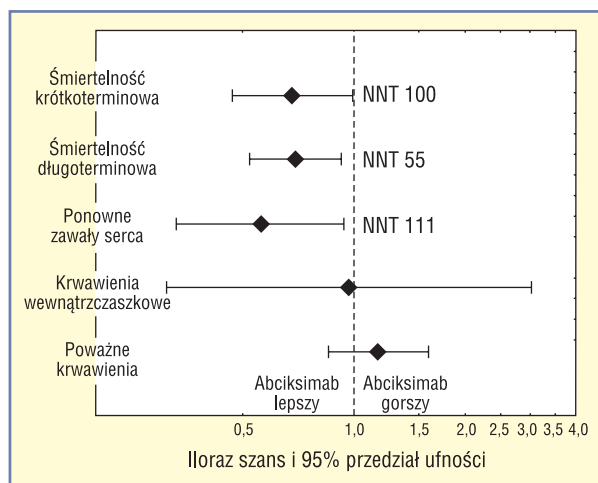 Śmiertelność
krótkoterminowa
NNT 100
Śmiertelność
długoterminowa
NNT 55
Ponowne
zawały serca
NNT 111
Krwawienia
wewnątrzczaszkowe
Poważne
krwawienia
Abciksimab
lepszy
Abciksimab
gorszy
0,5 1,0 1,5 2,0 2,5 3,0 3,5 4,0
Iloraz szans i 95% przedział ufności